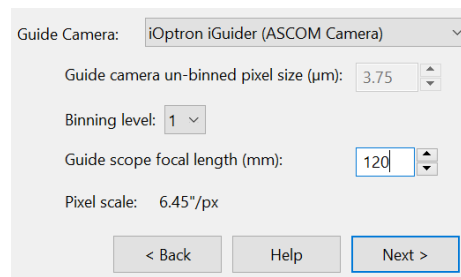 Guide Camera: iOptron iGuider (ASCOM Camera)
Guide camera un-binned pixel size (µm): 3.75
Binning level: 1
Guide scope focal length (mm): 120
Pixel scale: 6.45"/px
< Back Help Next >